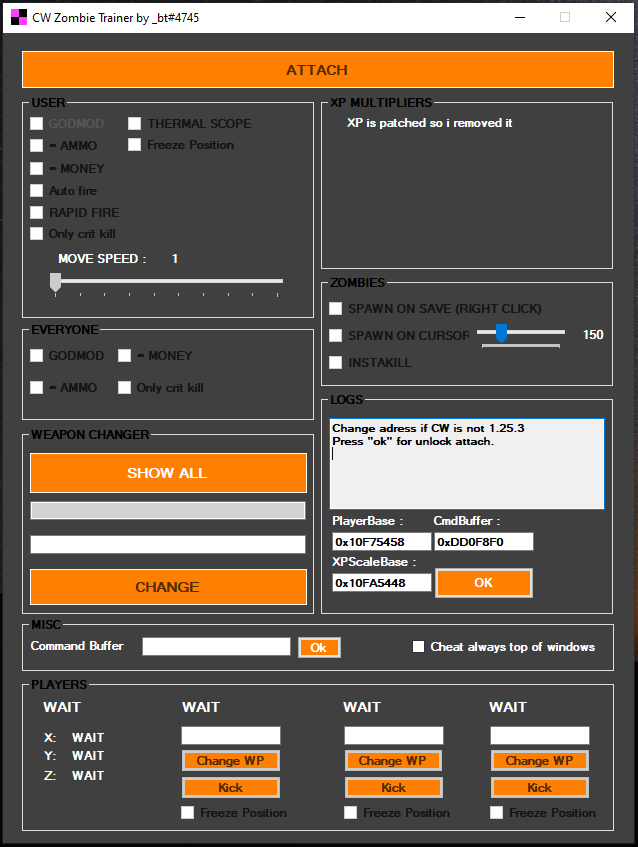 CW Zombie Trainer by _bt#4745
ATTACH
USER
GODMOD
THERMAL SCOPE
= AMMO
Freeze Position
= MONEY
Auto fire
RAPID FIRE
Only crit kill
MOVE SPEED : 1
XP MULTIPLIERS
XP is patched so i removed it
ZOMBIES
SPAWN ON SAVE (RIGHT CLICK)
SPAWN ON CURSOR
150
INSTAKILL
EVERYONE
GODMOD
= MONEY
= AMMO
Only crit kill
LOGS
Change adress if CW is not 1.25.3
Press "ok" for unlock attach.
PlayerBase :
CmdBuffer :
0x10F75458
0xDD0F8F0
XPScaleBase :
0x10FA5448
OK
WEAPON CHANGER
SHOW ALL
CHANGE
MISC
Command Buffer
Ok
Cheat always top of windows
PLAYERS
WAIT
WAIT
WAIT
WAIT
X: WAIT
Y: WAIT
Z: WAIT
Change WP
Change WP
Change WP
Kick
Kick
Kick
Freeze Position
Freeze Position
Freeze Position